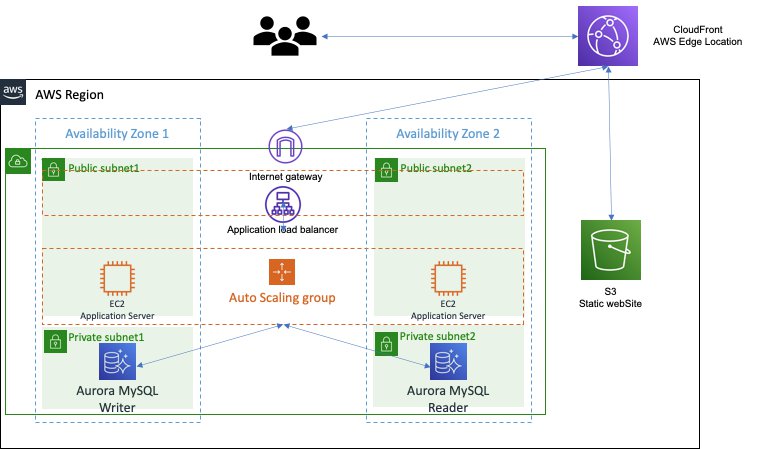 CloudFront
AWS Edge Location
aws
AWS Region
Availability Zone 1
Availability Zone 2
Public subnet1
Public subnet2
Internet gateway
Application load balancer
EC2
Application Server
Auto Scaling group
EC2
Application Server
S3
Static webSite
Private subnet1
Private subnet2
Aurora MySQL
Writer
Aurora MySQL
Reader